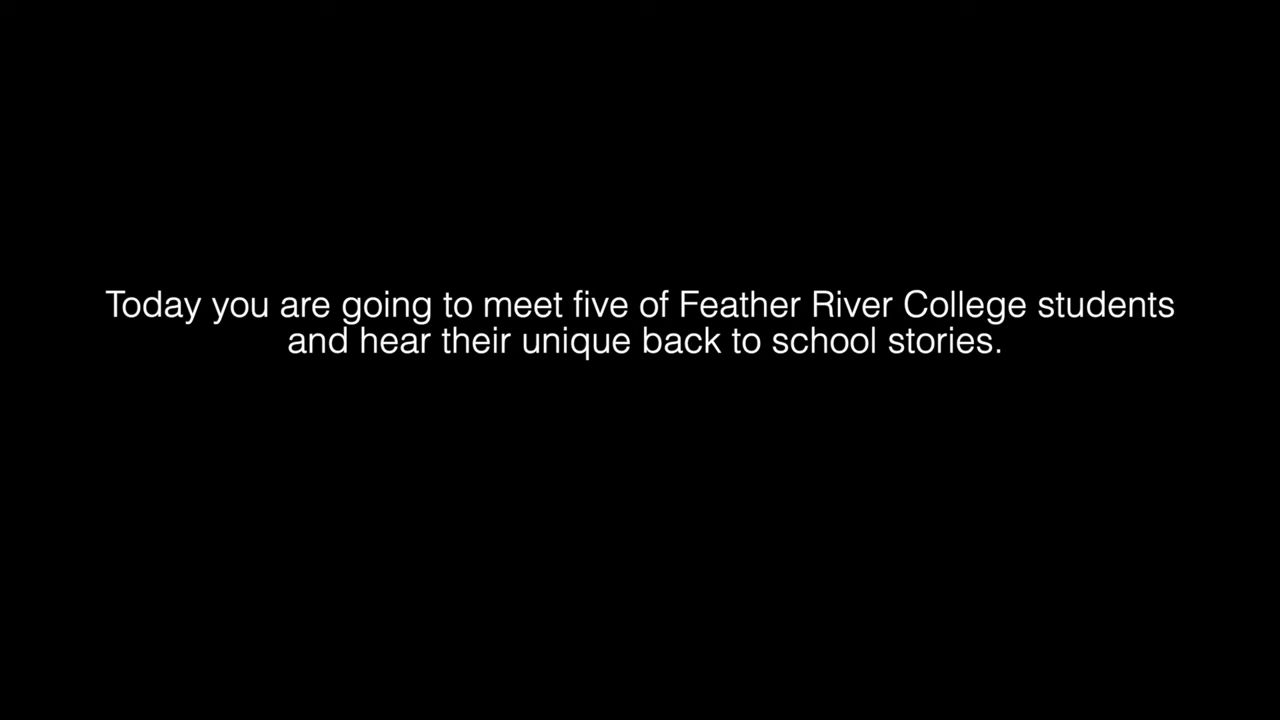 Today you are going to meet five of Feather River College students
and hear their unique back to school stories.